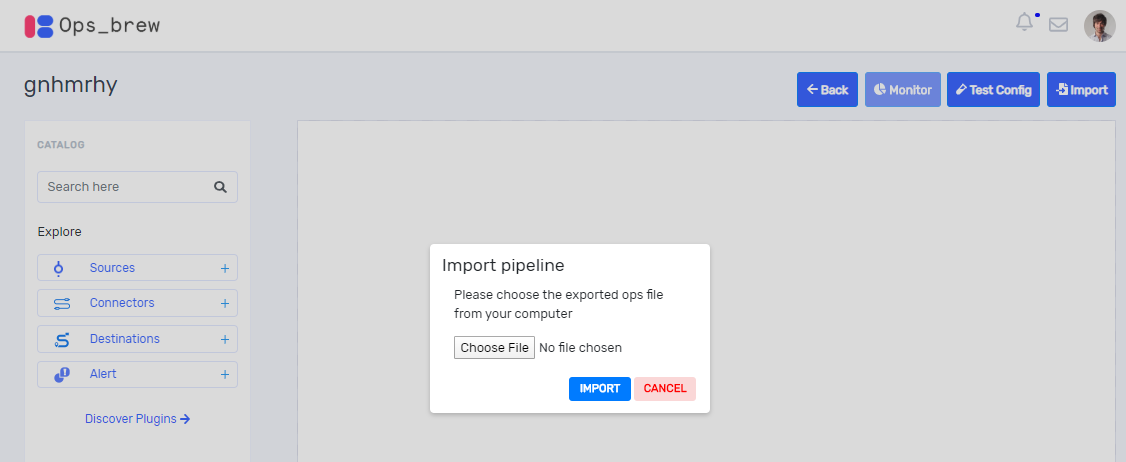 Ops_brew
gnhmrhy
Back
Monitor
Test Config
Import
CATALOG
Search here
Explore
Sources
Connectors
Destinations
Alert
Discover Plugins
Import pipeline
Please choose the exported ops file
from your computer
Choose File No file chosen
IMPORT
CANCEL